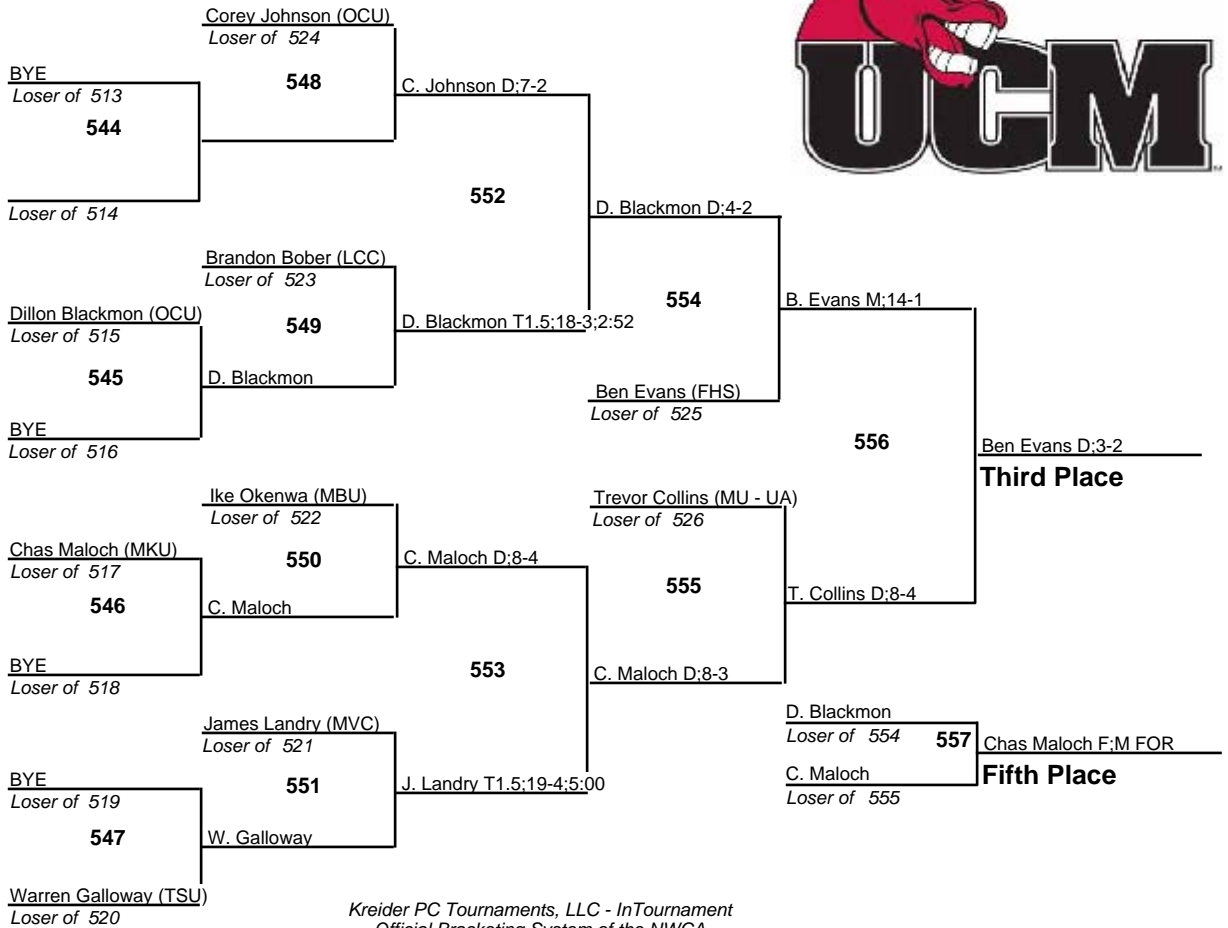 Corey Johnson (OCU)
Loser of 524
BYE
Loser of 513
548
C. Johnson D;7-2
544
UCM
552
Loser of 514
D. Blackmon D;4-2
Brandon Bober (LCC)
Loser of 523
554
B. Evans M;14-1
Dillon Blackmon (OCU)
Loser of 515
549
D. Blackmon T1.5;18-3;2:52
545
D. Blackmon
Ben Evans (FHS)
Loser of 525
BYE
Loser of 516
556
Ben Evans D;3-2
Third Place
Ike Okenwa (MBU)
Loser of 522
Trevor Collins (MU - UA)
Loser of 526
Chas Maloch (MKU)
Loser of 517
550
C. Maloch D;8-4
555
T. Collins D;8-4
546
C. Maloch
BYE
Loser of 518
553
C. Maloch D;8-3
James Landry (MVC)
Loser of 521
D. Blackmon
Loser of 554
557
Chas Maloch F;M FOR
Fifth Place
C. Maloch
Loser of 555
BYE
Loser of 519
551
J. Landry T1.5;19-4;5:00
547
W. Galloway
Warren Galloway (TSU)
Loser of 520
Kreider PC Tournaments, LLC - InTournament
Official Bracketing System of the NWCA